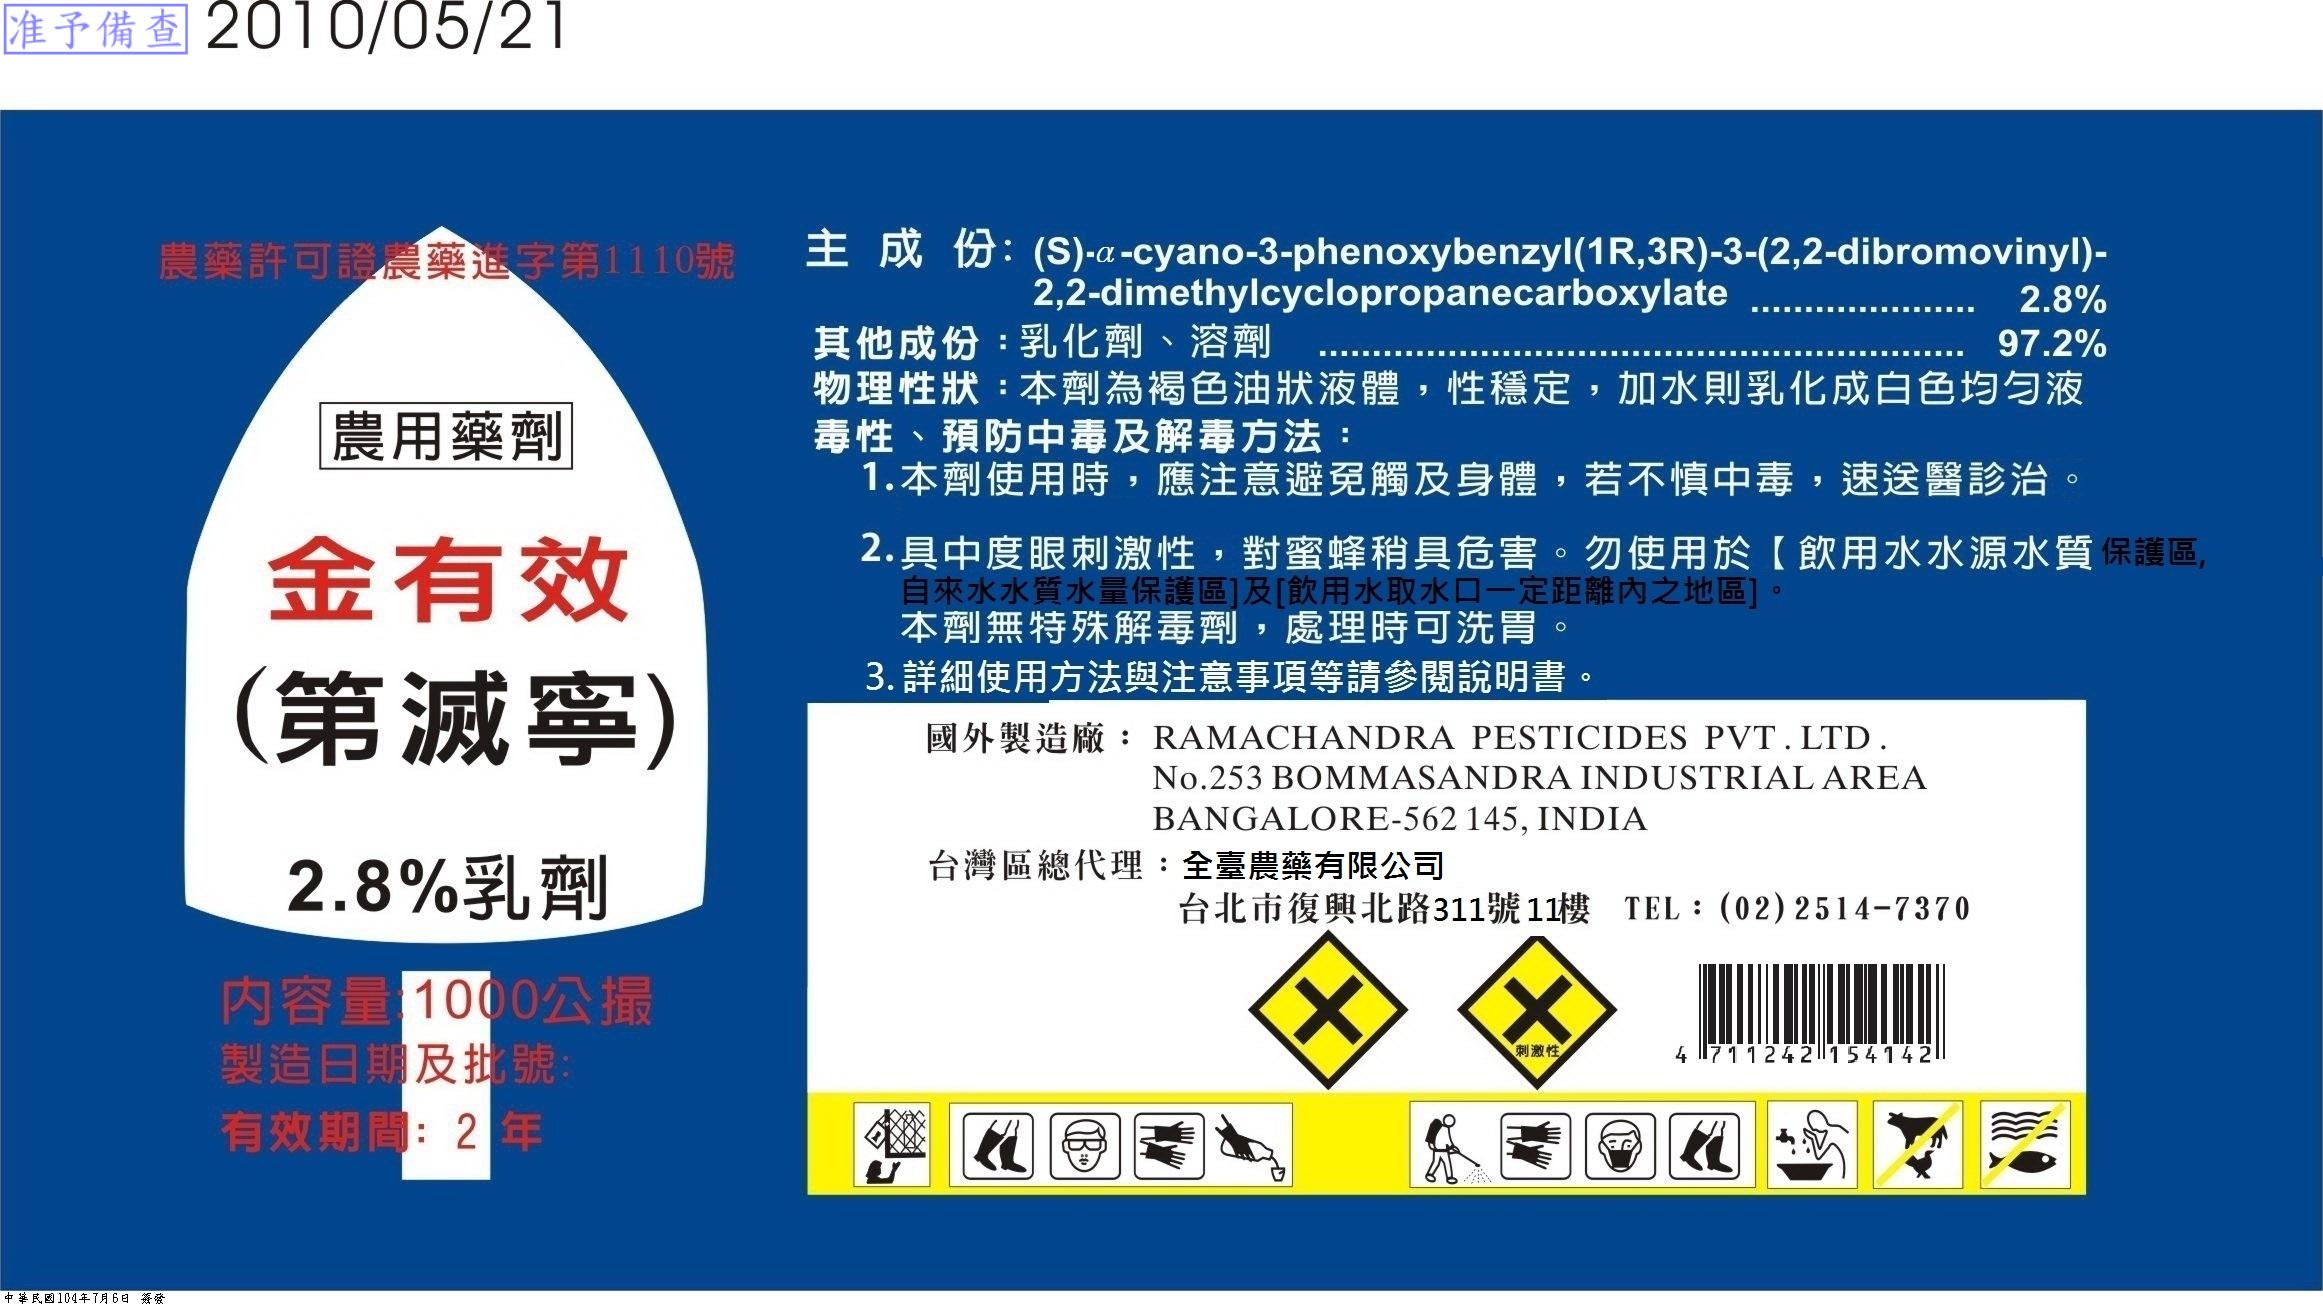 准予備查 2010/05/21
農藥許可證農藥進字第1110號
農用藥劑
金有效
(第滅寧)
2.8%乳劑
内容量:1000公撮
製造日期及批號:
有效期間: 2 年
主 成 份: (S)-α-cyano-3-phenoxybenzyl(1R,3R)-3-(2,2-dibromovinyl)-
2,2-dimethylcyclopropanecarboxylate ..................... 2.8%
其他成份：乳化劑、溶劑 ............................................................ 97.2%
物理性狀：本劑為褐色油狀液體，性穩定，加水則乳化成白色均勻液
毒性、預防中毒及解毒方法：
1.本劑使用時，應注意避免觸及身體，若不慎中毒，速送醫診治。
2.具中度眼刺激性，對蜜蜂稍具危害。勿使用於【飲用水水源水質保護區,
自來水水質水量保護區]及[飲用水取水口一定距離內之地區]。
本劑無特殊解毒劑，處理時可洗胃。
3.詳細使用方法與注意事項等請參閱說明書。
國外製造廠：RAMACHANDRA PESTICIDES PVT.LTD.
No.253 BOMMASANDRA INDUSTRIAL AREA
BANGALORE-562 145, INDIA
台灣區總代理：全臺農藥有限公司
台北市復興北路311號11樓 TEL：(02)2514-7370
刺激性
4 711242 154142
中華民國104年7月6日 簽發